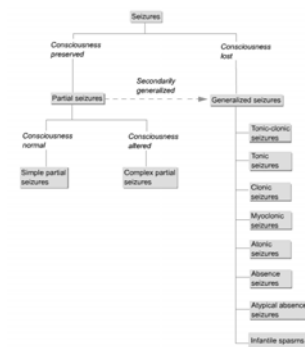 Seizures
Consciousness
preserved
Consciousness
lost
Secondarily
generalized
Partial seizures
Generalized seizures
Consciousness
normal
Consciousness
altered
Simple partial
seizures
Complex partial
seizures
Tonic-clonic
seizures
Tonic
seizures
Clonic
seizures
Myoclonic
seizures
Atonic
seizures
Absence
seizures
Atypical absence
seizures
Infantile spasms